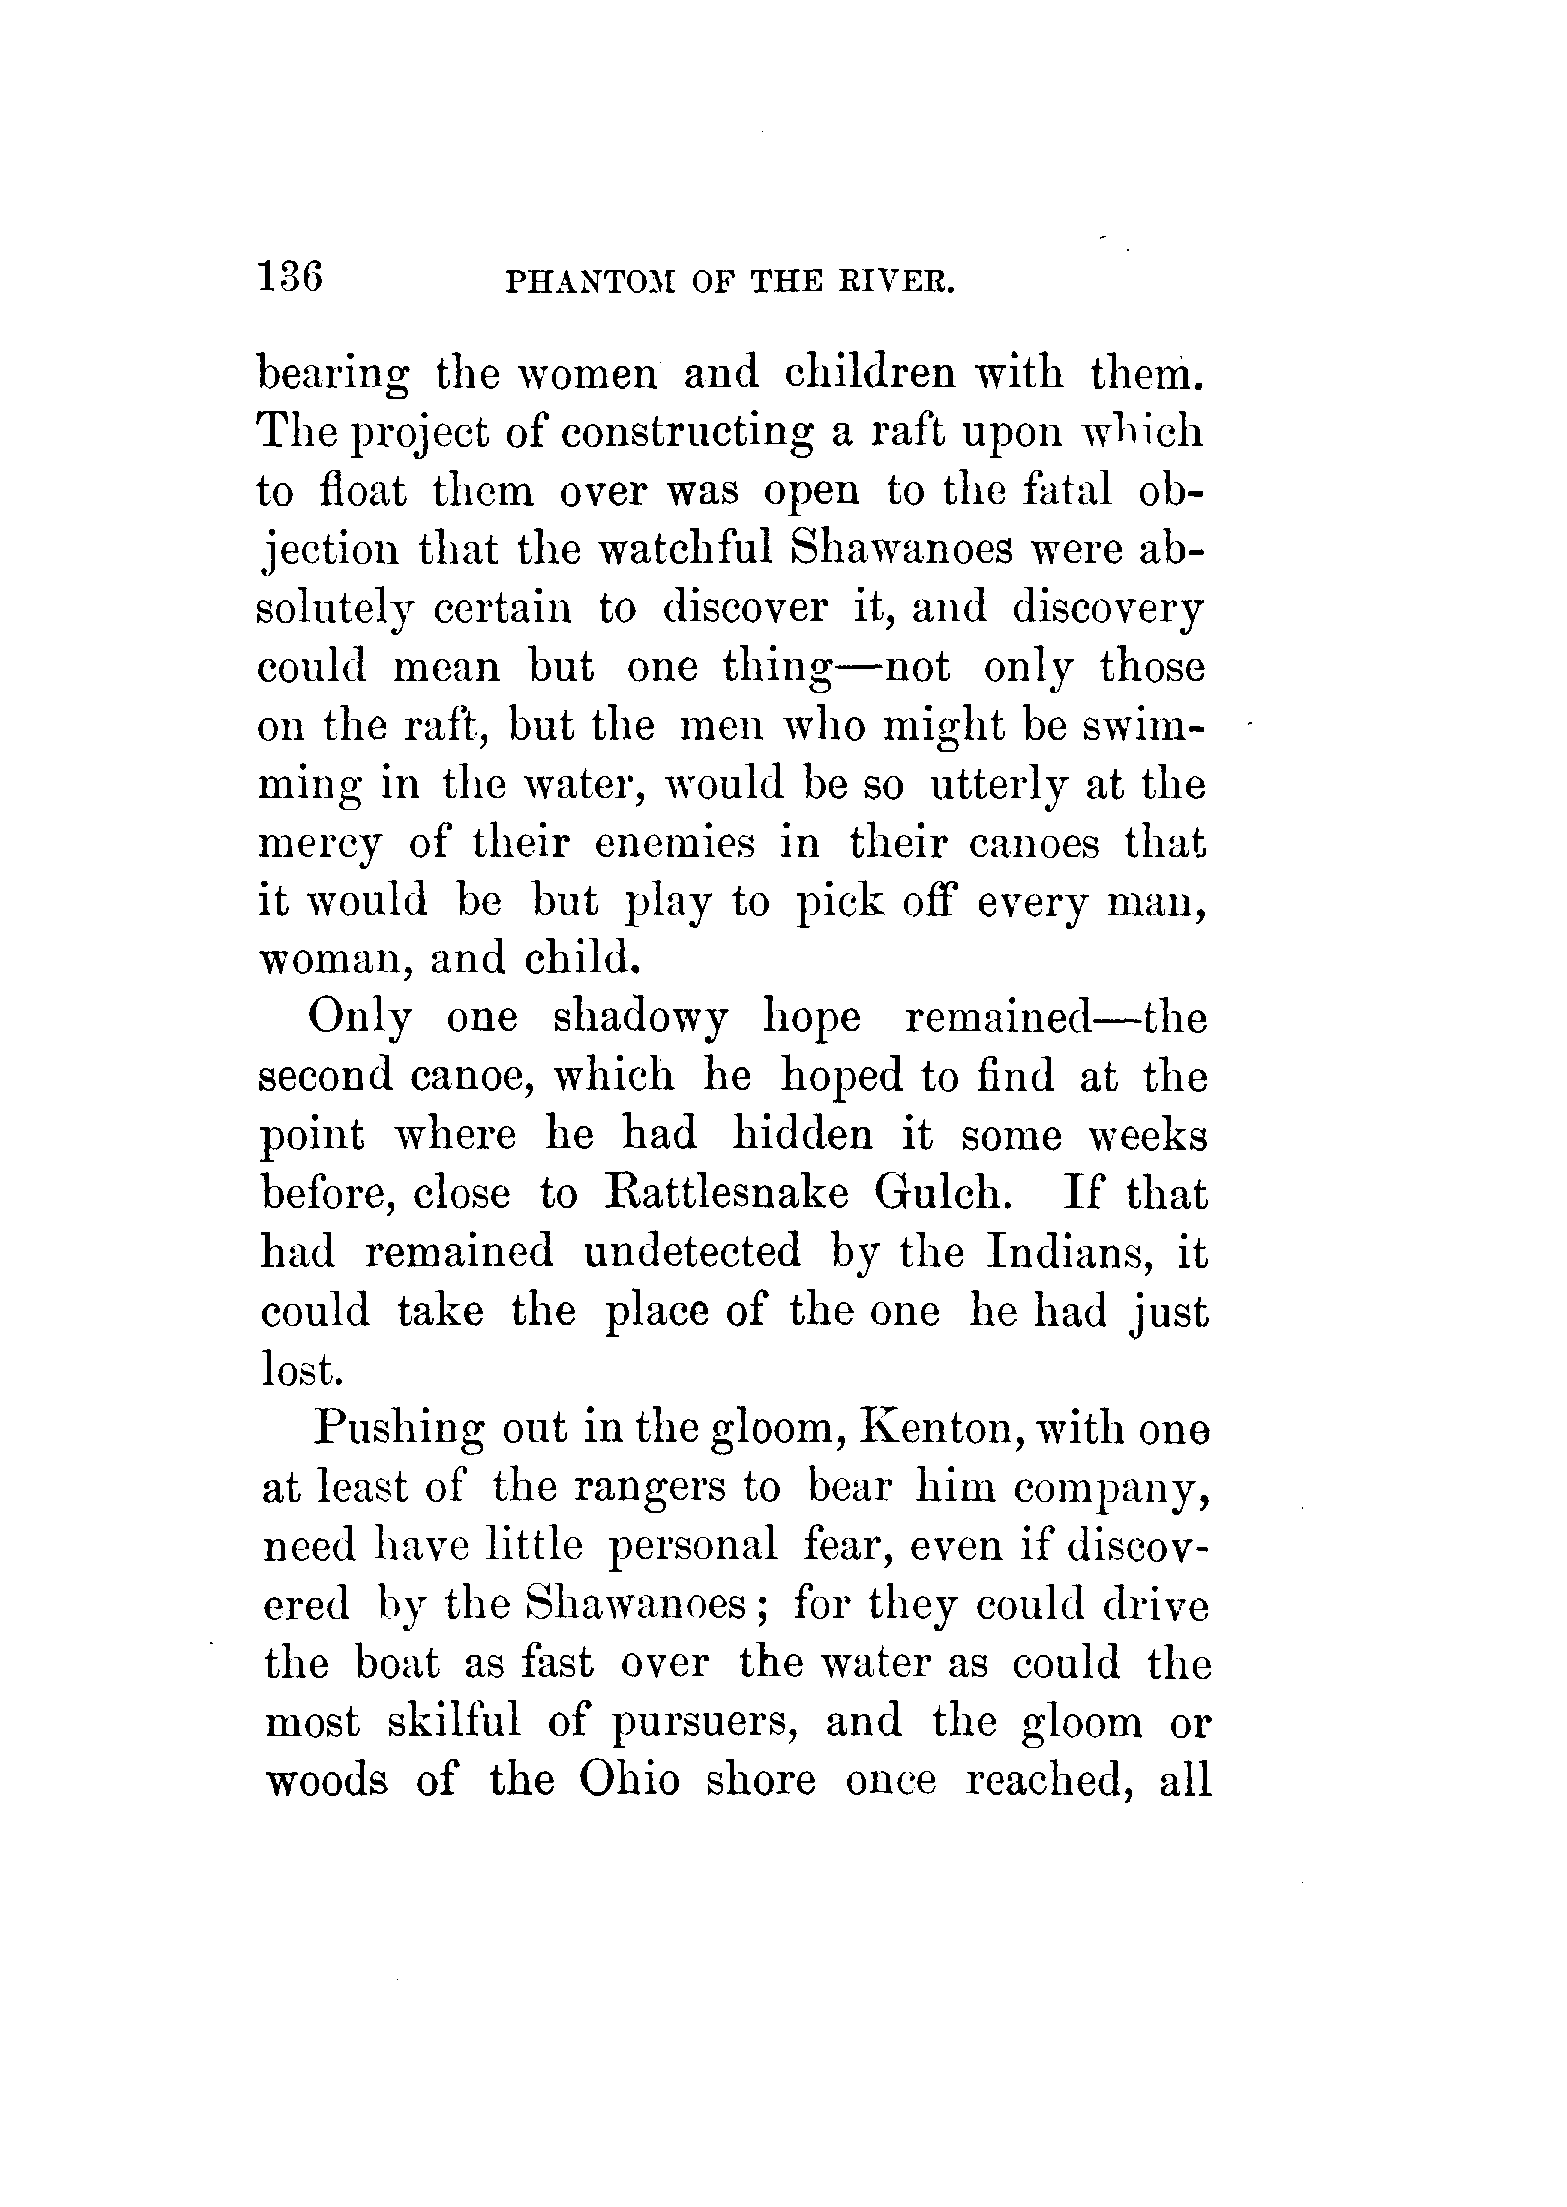 136 PHANTOM OF THE RIVER.
bearing the women and children with them.
The project of constructing a raft upon which
to float them over was open to the fatal ob-
jection that the watchful Shawanoes were ab-
solutely certain to discover it, and discovery
could mean but one thing—not only those
on the raft, but the men who might be swim-
ming in the water, would be so utterly at the
mercy of their enemies in their canoes that
it would be but play to pick off every man,
woman, and child.
Only one shadowy hope remained—the
second canoe, which he hoped to find at the
point where he had hidden it some weeks
before, close to Rattlesnake Gulch. If that
had remained undetected by the Indians, it
could take the place of the one he had just
lost.
Pushing out in the gloom, Kenton, with one
at least of the rangers to bear him company,
need have little personal fear, even if discov-
ered by the Shawanoes; for they could drive
the boat as fast over the water as could the
most skilful of pursuers, and the gloom or
woods of the Ohio shore once reached, all